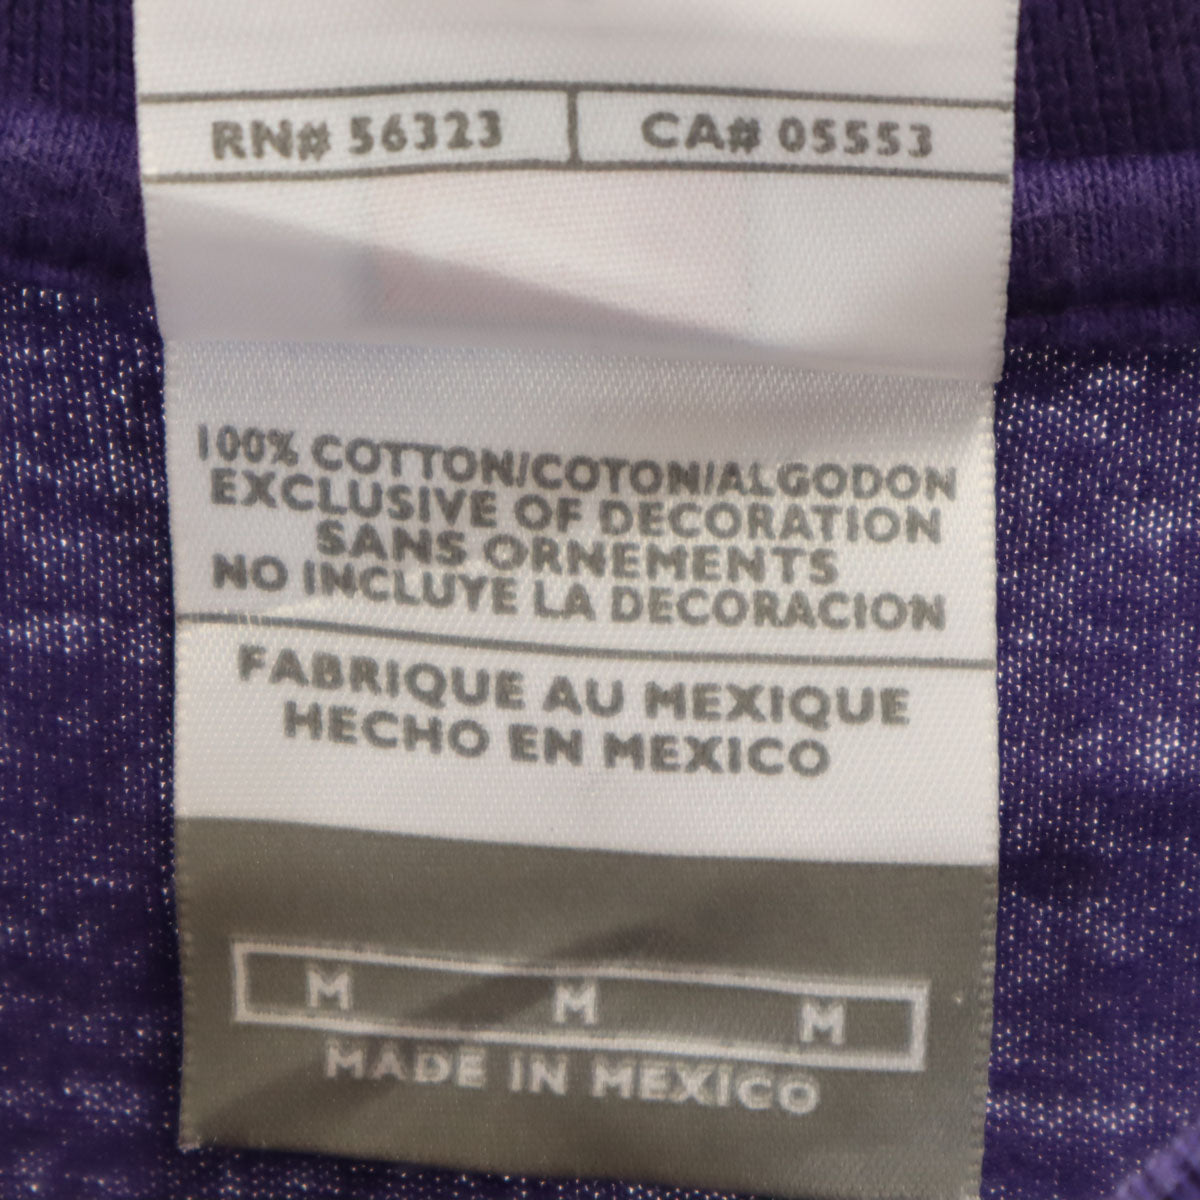 RN# 56323 CA# 05553
100% COTTON/COTON/ALGODON
EXCLUSIVE OF DECORATION
SANS ORNEMENTS
NO INCLUYE LA DECORACION
FABRIQUE AU MEXIQUE
HECHO EN MEXICO
M M M
MADE IN MEXICO